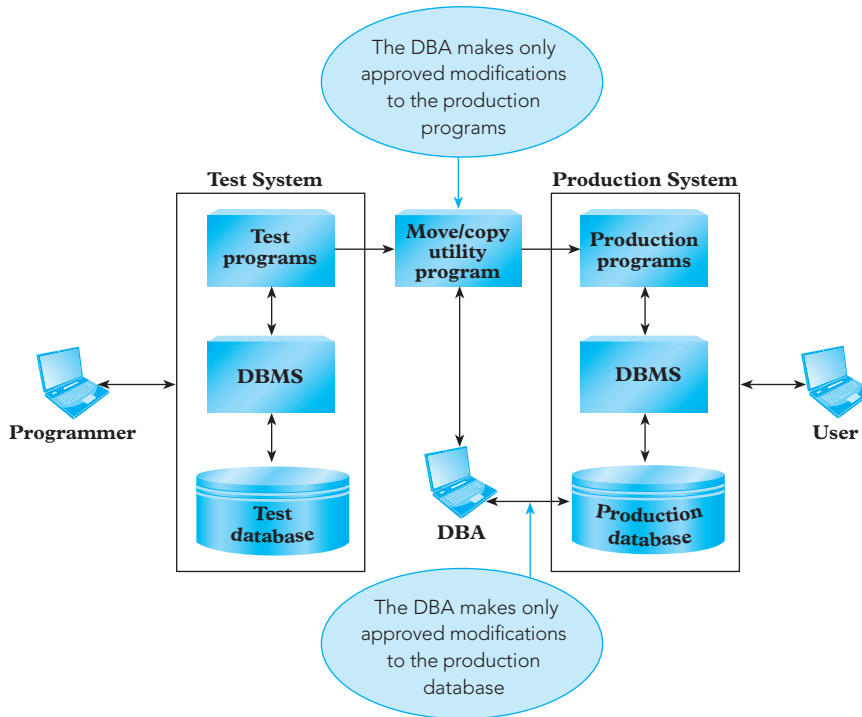 The DBA makes only
approved modifications
to the production
programs
Test System
Production System
Test
programs
Move/copy
utility
program
Production
programs
DBMS
DBMS
Programmer
User
Test
database
DBA
Production
database
The DBA makes only
approved modifications
to the production
database